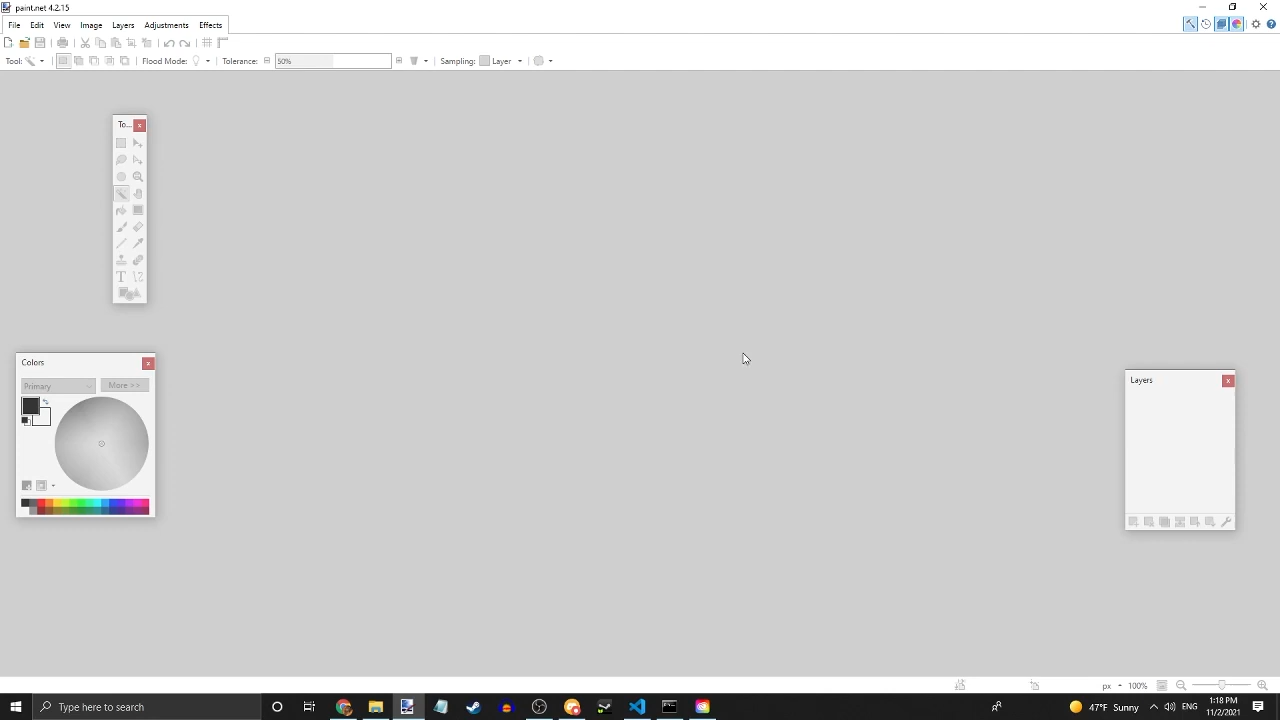 paint.net 4.2.15
File Edit View Image Layers Adjustments Effects
Tool: Flood Mode: Tolerance: 50% Sampling: Layer
To...
Colors
Primary More >>
Layers
px 100%
Type here to search
47°F Sunny
ENG
1:18 PM
11/2/2021